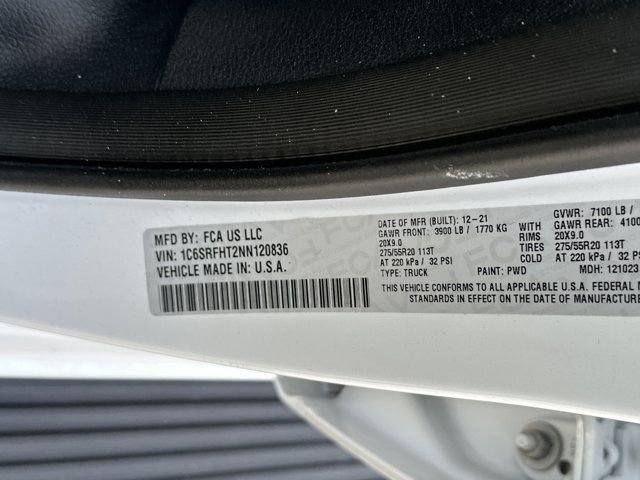 MFD BY: FCA US LLC
VIN: 1C6SRFHT2NN120836
VEHICLE MADE IN: U.S.A.
DATE OF MFR (BUILT): 12-21
GVWR: 7100 LB /
GAWR FRONT: 3900 LB / 1770 KG WITH GAWR REAR: 4100
20X9.0 RIMS 20X9.0
275/55R20 113T TIRES 275/55R20 113T
AT 220 kPa / 32 PSI COLD AT 220 kPa / 32 PSI
TYPE: TRUCK PAINT: PWD MDH: 121023
THIS VEHICLE CONFORMS TO ALL APPLICABLE U.S.A. FEDERAL
STANDARDS IN EFFECT ON THE DATE OF MANUFACTURE